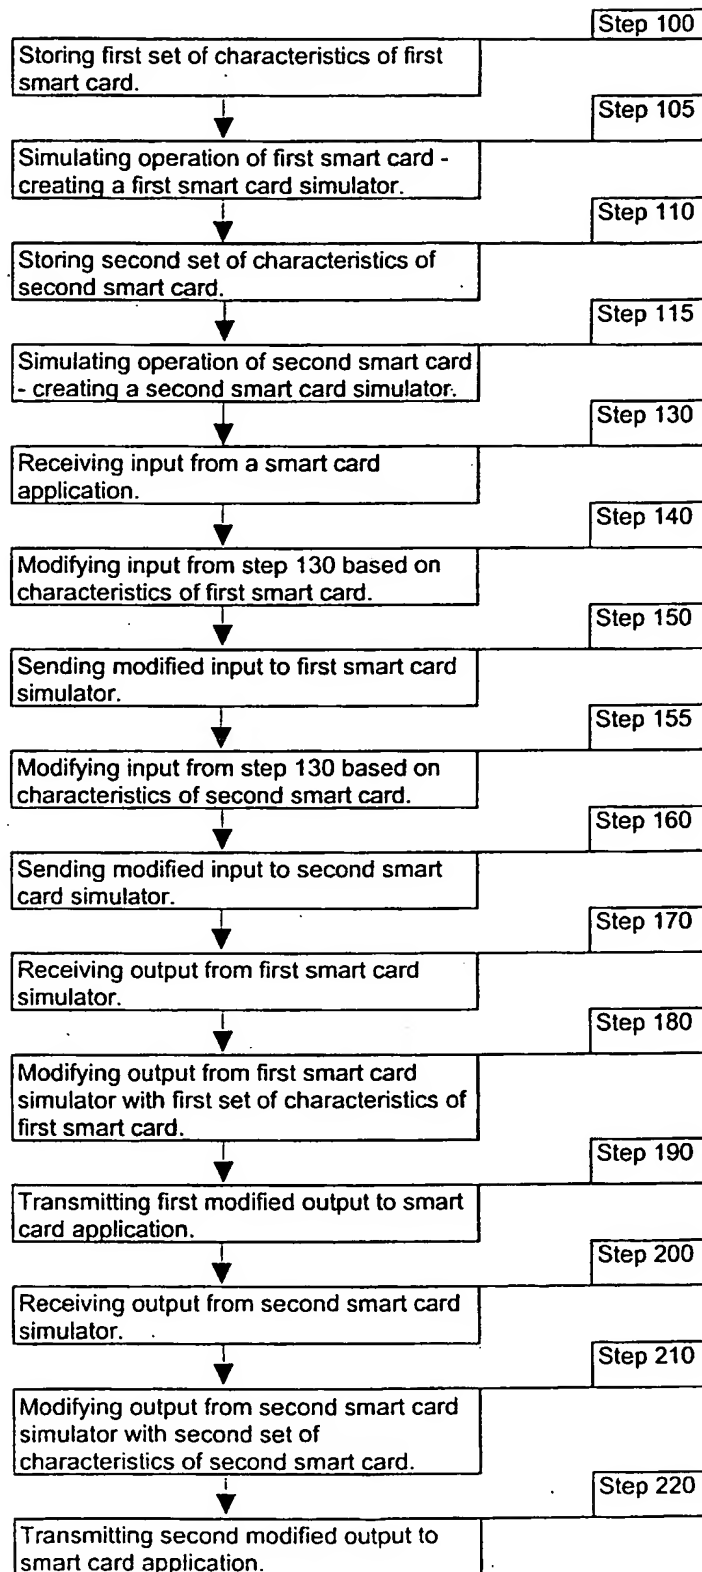 Step 100
Storing first set of characteristics of first
smart card.
Step 105
Simulating operation of first smart card -
creating a first smart card simulator.
Step 110
Storing second set of characteristics of
second smart card.
Step 115
Simulating operation of second smart card
- creating a second smart card simulator.
Step 130
Receiving input from a smart card
application.
Step 140
Modifying input from step 130 based on
characteristics of first smart card.
Step 150
Sending modified input to first smart card
simulator.
Step 155
Modifying input from step 130 based on
characteristics of second smart card.
Step 160
Sending modified input to second smart
card simulator.
Step 170
Receiving output from first smart card
simulator.
Step 180
Modifying output from first smart card
simulator with first set of characteristics of
first smart card.
Step 190
Transmitting first modified output to smart
card application.
Step 200
Receiving output from second smart card
simulator.
Step 210
Modifying output from second smart card
simulator with second set of
characteristics of second smart card.
Step 220
Transmitting second modified output to
smart card application.